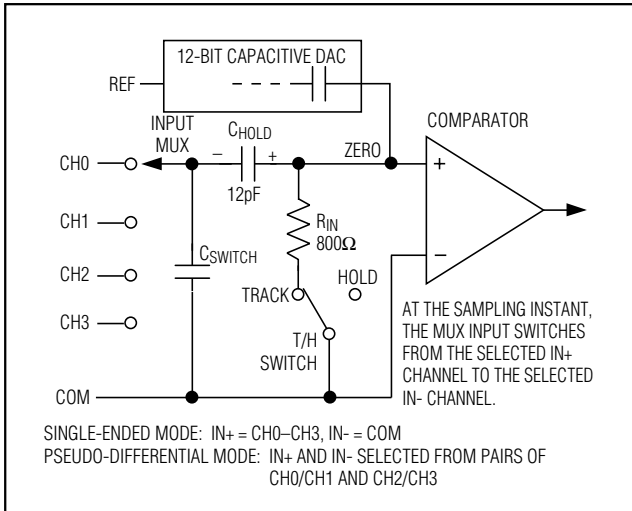 12-BIT CAPACITIVE DAC
REF
INPUT
MUX
CHOLD
– +
12pF
ZERO
COMPARATOR
+
–
CH0
CH1
CH2
CH3
CSWITCH
RIN
800Ω
TRACK
HOLD
T/H
SWITCH
COM
AT THE SAMPLING INSTANT,
THE MUX INPUT SWITCHES
FROM THE SELECTED IN+
CHANNEL TO THE SELECTED
IN- CHANNEL.
SINGLE-ENDED MODE: IN+ = CH0–CH3, IN- = COM
PSEUDO-DIFFERENTIAL MODE: IN+ AND IN- SELECTED FROM PAIRS OF
CH0/CH1 AND CH2/CH3